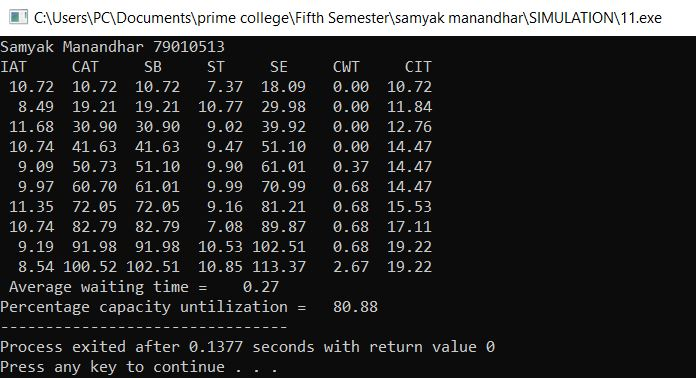 C:\Users\PC\Documents\prime college\Fifth Semester\samyak manandhar\SIMULATION\11.exe
Samyak Manandhar 79010513
IAT CAT SB ST SE CWT CIT
10.72 10.72 10.72 7.37 18.09 0.00 10.72
8.49 19.21 19.21 10.77 29.98 0.00 11.84
11.68 30.90 30.90 9.02 39.92 0.00 12.76
10.74 41.63 41.63 9.47 51.10 0.00 14.47
9.09 50.73 51.10 9.90 61.01 0.37 14.47
9.97 60.70 61.01 9.99 70.99 0.68 14.47
11.35 72.05 72.05 9.16 81.21 0.68 15.53
10.74 82.79 82.79 7.08 89.87 0.68 17.11
9.19 91.98 91.98 10.53 102.51 0.68 19.22
8.54 100.52 102.51 10.85 113.37 2.67 19.22
Average waiting time = 0.27
Percentage capacity untilization = 80.88
--------------------------------
Process exited after 0.1377 seconds with return value 0
Press any key to continue . . .